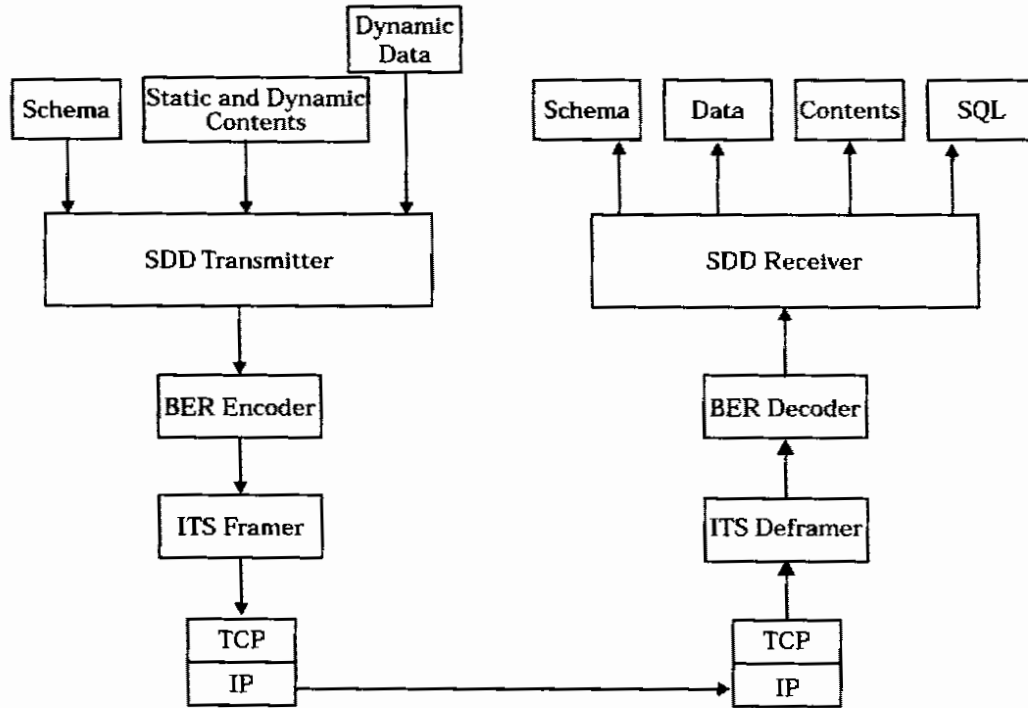 Dynamic
Data
Schema
Static and Dynamic
Contents
SDD Transmitter
BER Encoder
ITS Framer
TCP
IP
Schema
Data
Contents
SQL
SDD Receiver
BER Decoder
ITS Deframer
TCP
IP